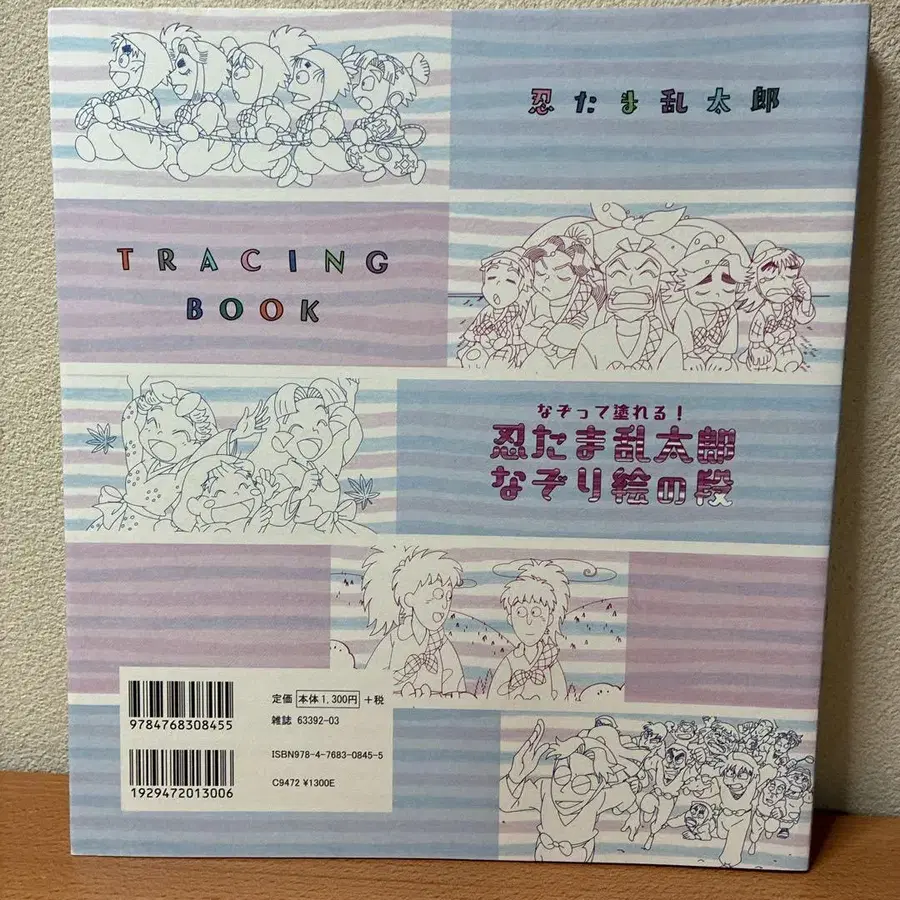 忍たま乱太郎
TRACING
BOOK
なぞって塗れる！
忍たま乱太郎
なぞり絵の段
9784768308455
定価 本体1,300円 +税
雑誌 63392-03
1929472013006
ISBN978-4-7683-0845-5
C9472 ¥1300E